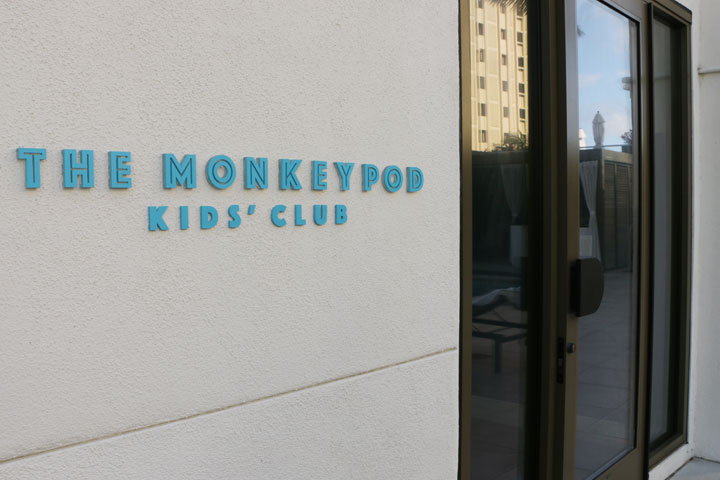 THE MONKEYPOD
KIDS' CLUB